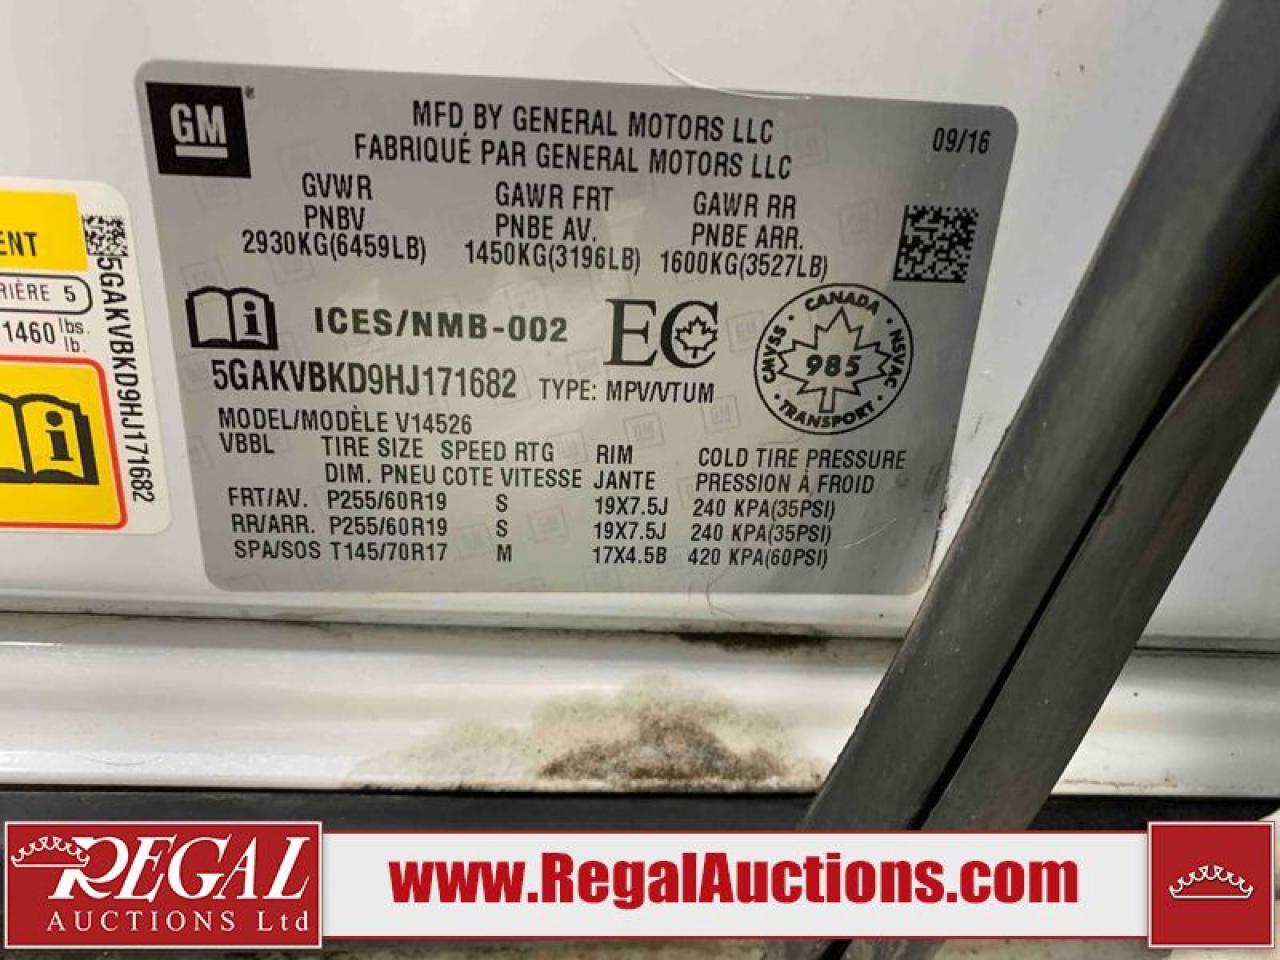 GM
MFD BY GENERAL MOTORS LLC
FABRIQUÉ PAR GENERAL MOTORS LLC
09/16
GVWR
PNBV
2930KG(6459LB)
GAWR FRT
PNBE AV.
1450KG(3196LB)
GAWR RR
PNBE ARR.
1600KG(3527LB)
ICES/NMB-002
EC
CANADA
CMVSS
985
NSVAC
TRANSPORT
5GAKVBKD9HJ171682 TYPE: MPV/VTUM
MODEL/MODÈLE V14526
VBBL TIRE SIZE SPEED RTG RIM COLD TIRE PRESSURE
DIM. PNEU COTE VITESSE JANTE PRESSION À FROID
FRT/AV. P255/60R19 S 19X7.5J 240 KPA(35PSI)
RR/ARR. P255/60R19 S 19X7.5J 240 KPA(35PSI)
SPA/SOS T145/70R17 M 17X4.5B 420 KPA(60PSI)
ENT
RIÈRE 5
1460 lbs.
lb.
5GAKVBKD9HJ171682
REGAL
AUCTIONS Ltd
www.RegalAuctions.com